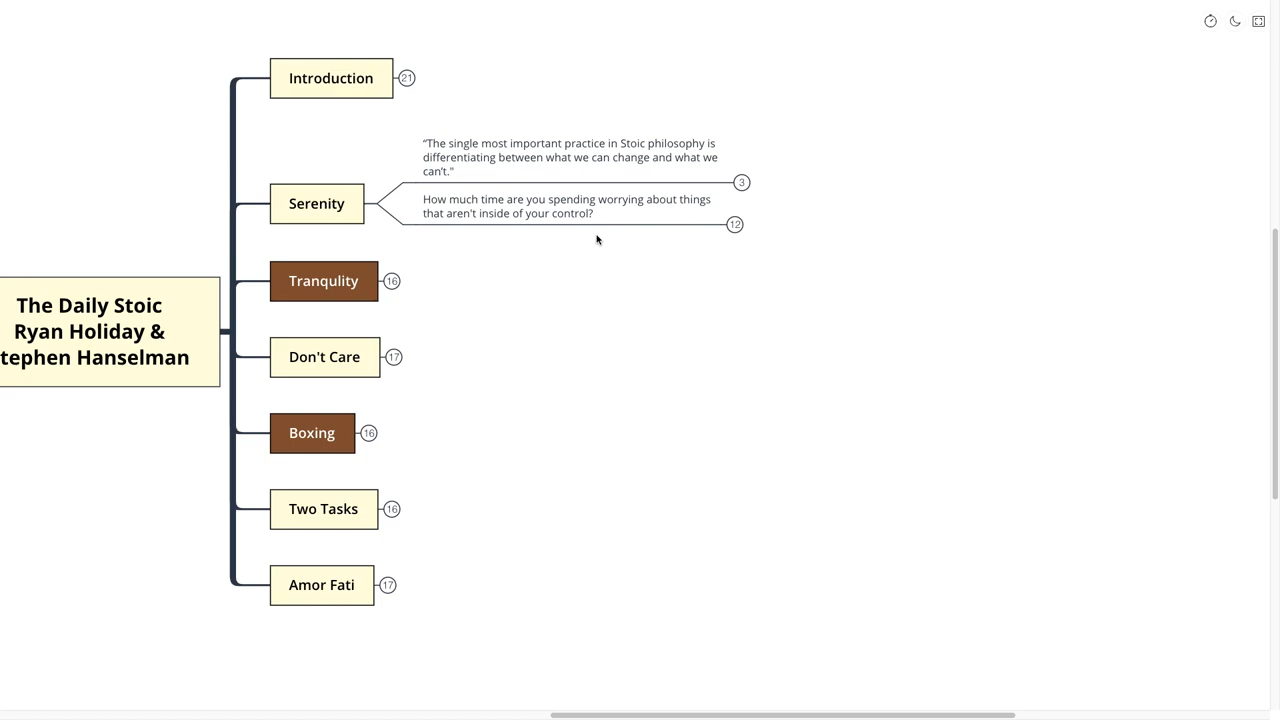 Introduction
21
“The single most important practice in Stoic philosophy is
differentiating between what we can change and what we
can’t."
3
Serenity
How much time are you spending worrying about things
that aren't inside of your control?
12
Tranqulity
16
The Daily Stoic
Ryan Holiday &
tephen Hanselman
Don't Care
17
Boxing
16
Two Tasks
16
Amor Fati
17